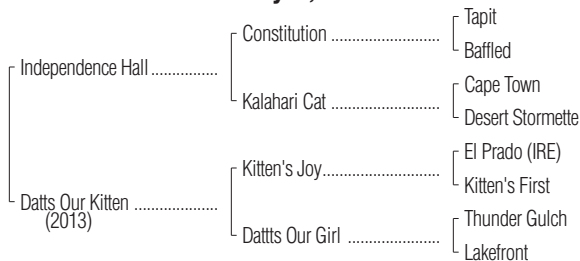 Tapit
Constitution
Baffled
Independence Hall
Cape Town
Kalahari Cat
Desert Stormette
El Prado (IRE)
Kitten's Joy
Kitten's First
Datts Our Kitten
(2013)
Thunder Gulch
Dattts Our Girl
Lakefront